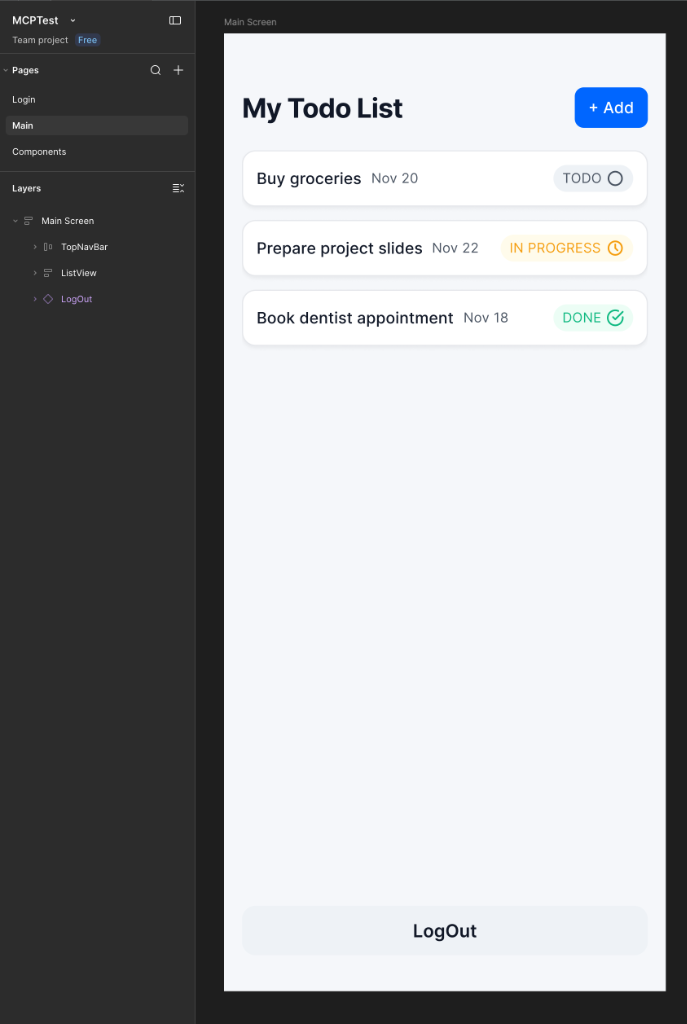 MCPTest
Team project Free
Pages
Login
Main
Components
Layers
Main Screen
TopNavBar
ListView
LogOut
Main Screen
My Todo List
+ Add
Buy groceries Nov 20 TODO
Prepare project slides Nov 22 IN PROGRESS
Book dentist appointment Nov 18 DONE
LogOut